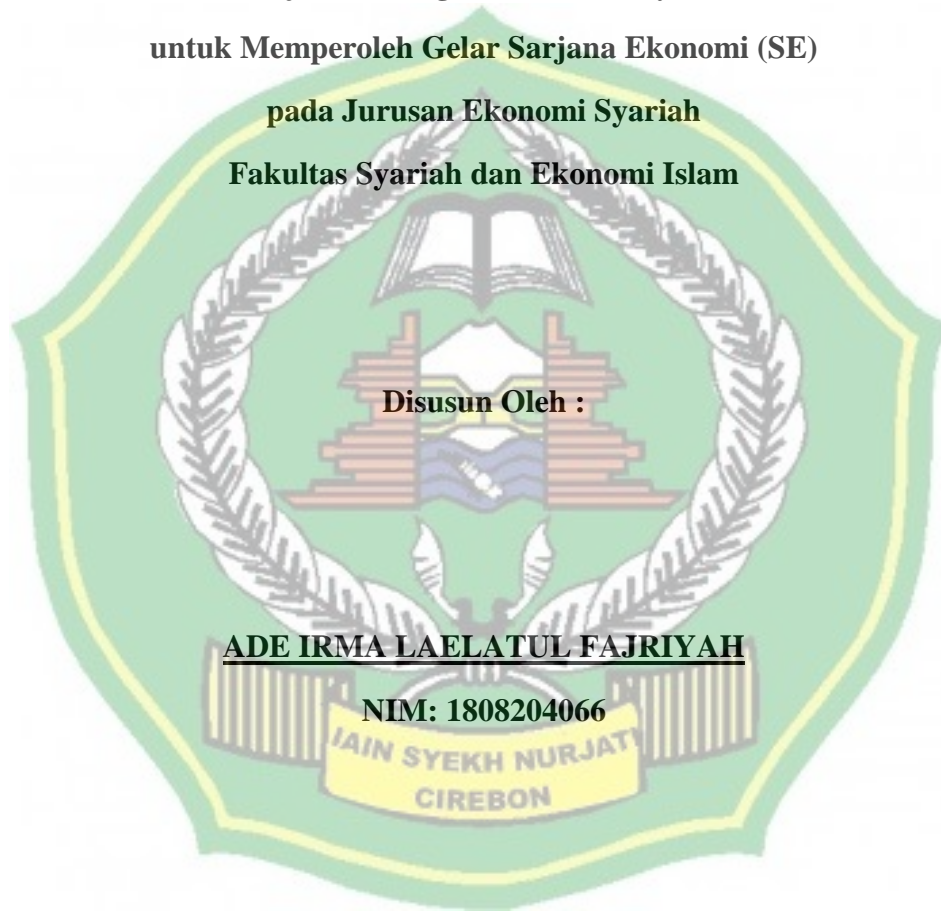 untuk Memperoleh Gelar Sarjana Ekonomi (SE)
pada Jurusan Ekonomi Syariah
Fakultas Syariah dan Ekonomi Islam
Disusun Oleh :
ADE IRMA LAELATUL FAJRIYAH
NIM: 1808204066
IAIN SYEKH NURJATI
CIREBON